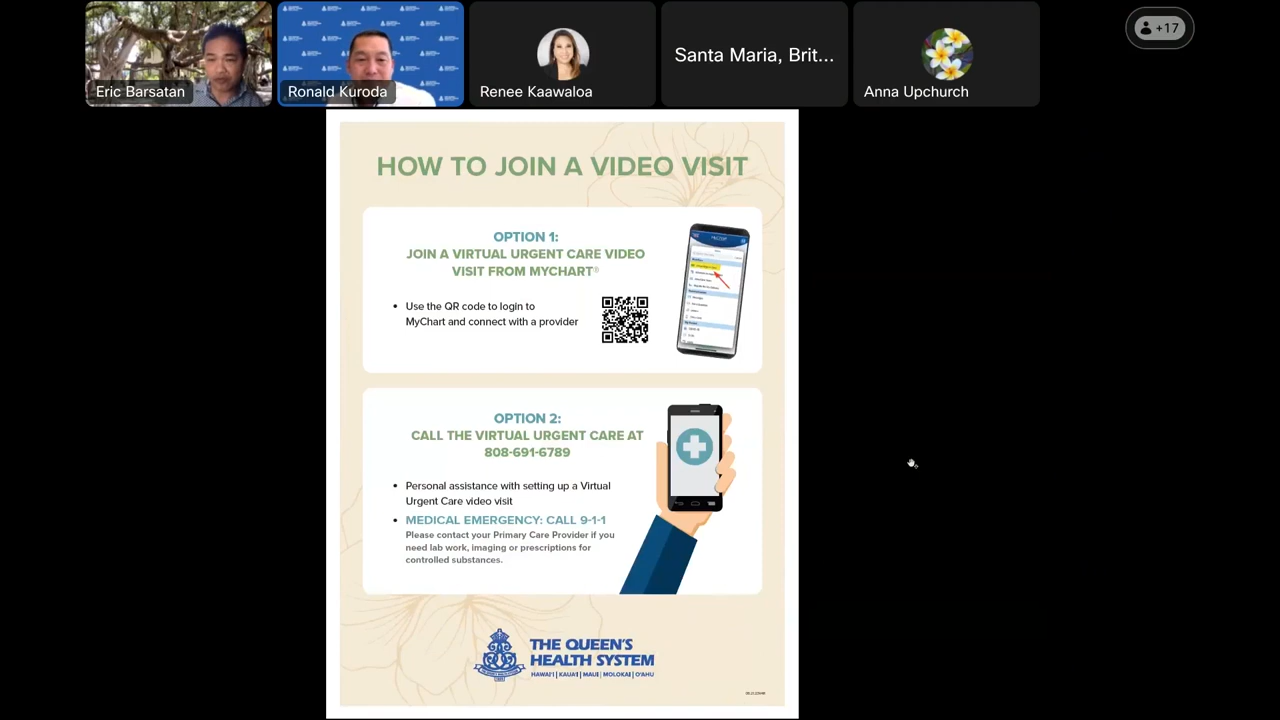 Eric Barsatan
Ronald Kuroda
Renee Kaawaloa
Santa Maria, Brit...
Anna Upchurch
+17
HOW TO JOIN A VIDEO VISIT
OPTION 1:
JOIN A VIRTUAL URGENT CARE VIDEO
VISIT FROM MYCHART®
• Use the QR code to login to
MyChart and connect with a provider
OPTION 2:
CALL THE VIRTUAL URGENT CARE AT
808-691-6789
• Personal assistance with setting up a Virtual
Urgent Care video visit
• MEDICAL EMERGENCY: CALL 9-1-1
Please contact your Primary Care Provider if you
need lab work, imaging or prescriptions for
controlled substances.
THE QUEEN'S
HEALTH SYSTEM
HAWAI'I | KAUA'I | MAUI | MOLOKAI | O'AHU